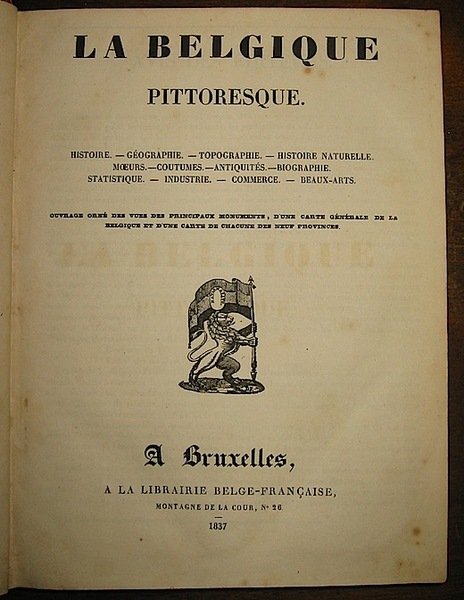 LA BELGIQUE
PITTORESQUE.
HISTOIRE. — GÉOGRAPHIE. — TOPOGRAPHIE. — HISTOIRE NATURELLE.
MŒURS.—COUTUMES.—ANTIQUITÉS.—BIOGRAPHIE.
STATISTIQUE. — INDUSTRIE. — COMMERCE. — BEAUX-ARTS.
OUVRAGE ORNÉ DES VUES DES PRINCIPAUX MONUMENTS, D'UNE CARTE GÉNÉRALE DE LA
BELGIQUE ET D'UNE CARTE DE CHACUNE DES NEUF PROVINCES.
A Bruxelles,
A LA LIBRAIRIE BELGE-FRANÇAISE,
MONTAGNE DE LA COUR, Nº 26
1837